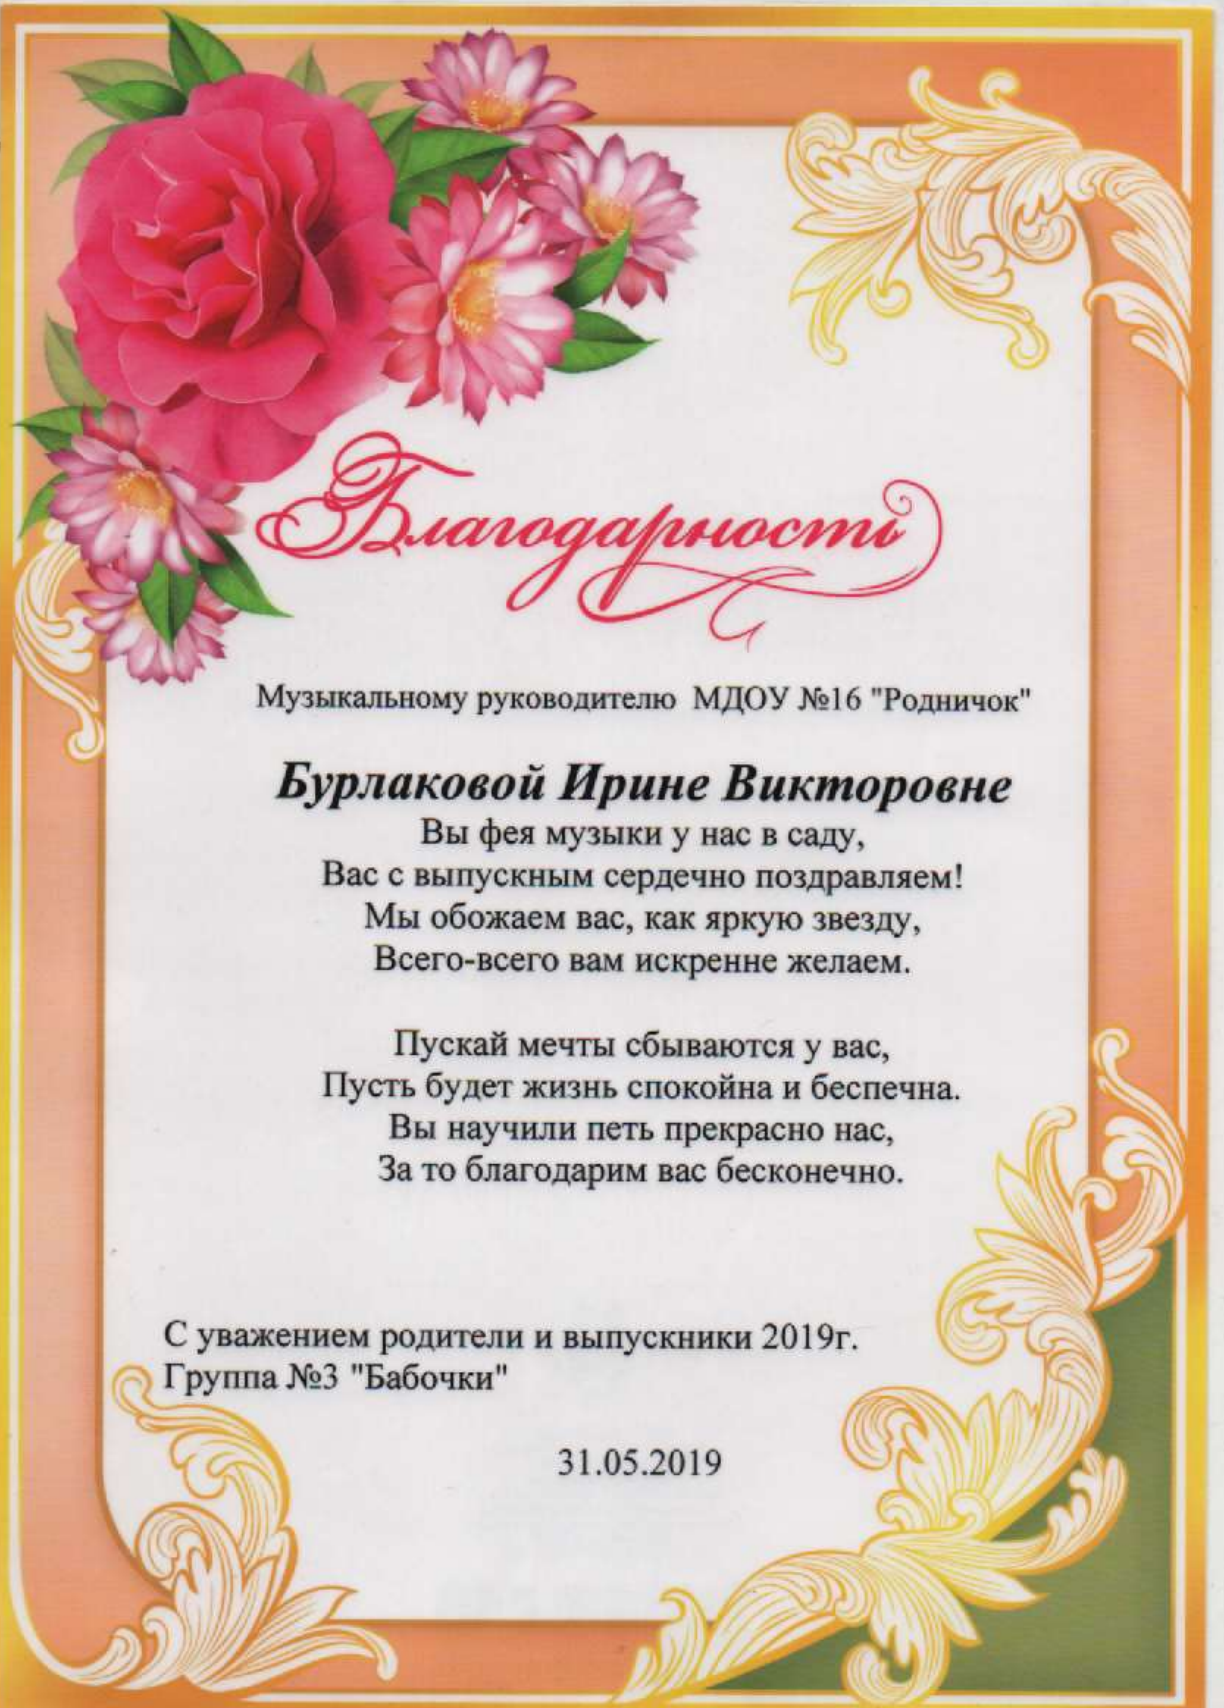 Благодарность
Музыкальному руководителю МДОУ №16 "Родничок"
Бурлаковой Ирине Викторовне
Вы фея музыки у нас в саду,
Вас с выпускным сердечно поздравляем!
Мы обожаем вас, как яркую звезду,
Всего-всего вам искренне желаем.
Пускай мечты сбываются у вас,
Пусть будет жизнь спокойна и беспечна.
Вы научили петь прекрасно нас,
За то благодарим вас бесконечно.
С уважением родители и выпускники 2019г.
Группа №3 "Бабочки"
31.05.2019